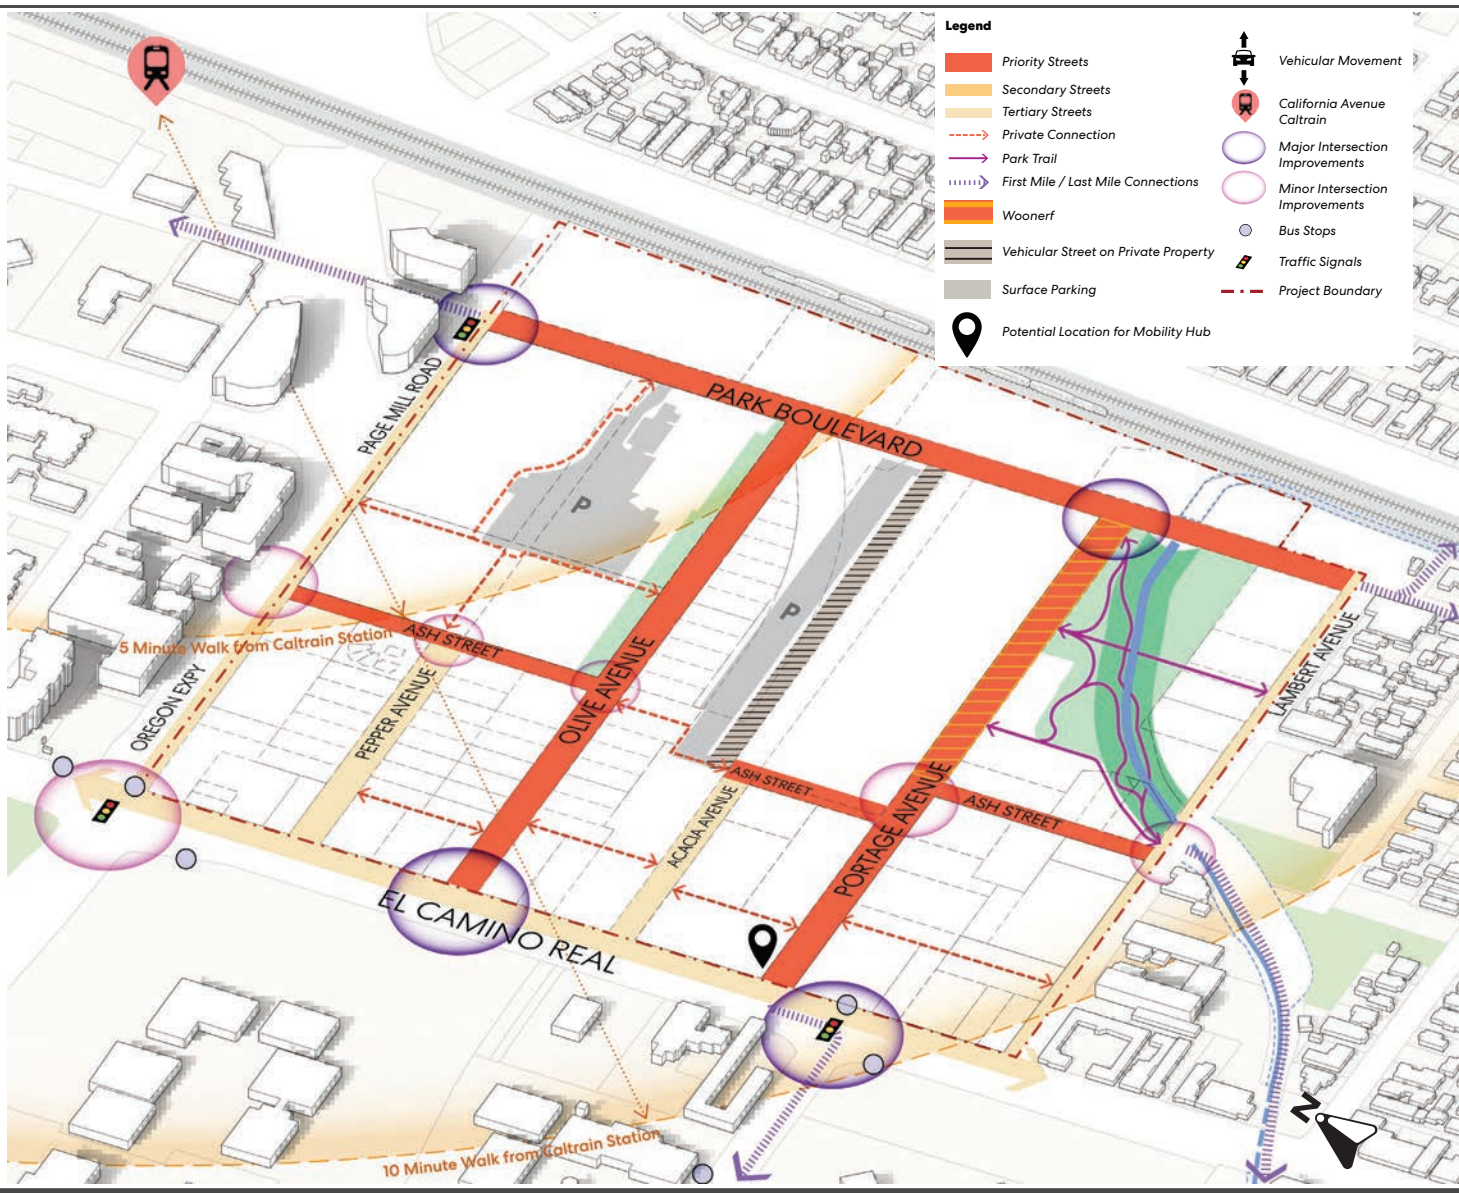 Legend
Priority Streets
Secondary Streets
Tertiary Streets
Private Connection
Park Trail
First Mile / Last Mile Connections
Woonerf
Vehicular Street on Private Property
Surface Parking
Potential Location for Mobility Hub
Vehicular Movement
California Avenue
Caltrain
Major Intersection
Improvements
Minor Intersection
Improvements
Bus Stops
Traffic Signals
Project Boundary
PARK BOULEVARD
PAGE MILL ROAD
P
P
ASH STREET
5 Minute Walk from Caltrain Station
OLIVE AVENUE
LAMBERT AVENUE
OREGON EXPY
PEPPER AVENUE
ASH STREET
ASH STREET
ACACIA AVENUE
PORTAGE AVENUE
EL CAMINO REAL
10 Minute Walk from Caltrain Station
N